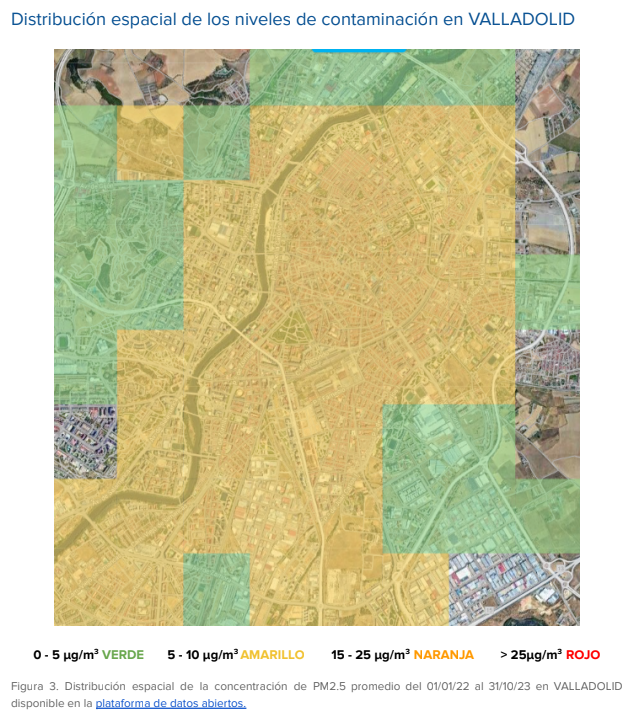 Distribución espacial de los niveles de contaminación en VALLADOLID
0 - 5 µg/m³ VERDE 5 - 10 µg/m³ AMARILLO 15 - 25 µg/m³ NARANJA > 25µg/m³ ROJO
Figura 3. Distribución espacial de la concentración de PM2.5 promedio del 01/01/22 al 31/10/23 en VALLADOLID
disponible en la plataforma de datos abiertos.